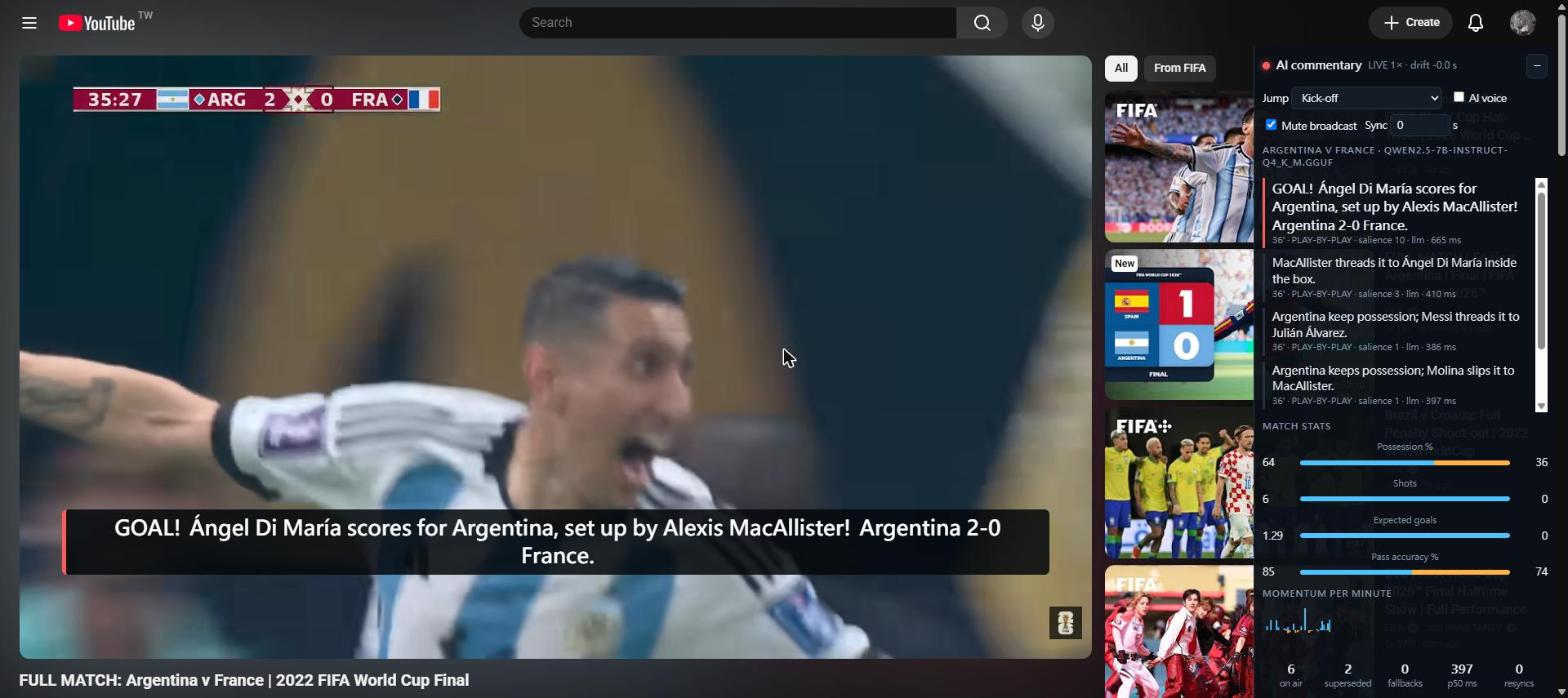 YouTube TW
Search
Create
35:27 ARG 2 0 FRA
GOAL! Ángel Di María scores for Argentina, set up by Alexis MacAllister! Argentina 2-0
France.
FULL MATCH: Argentina v France | 2022 FIFA World Cup Final
All From FIFA
FIFA
New
SPAIN 1
ARGENTINA 0
FINAL
FIFA+
FIFA
AI commentary LIVE 1× · drift -0.0 s
Jump Kick-off AI voice
Mute broadcast Sync 0 s
ARGENTINA V FRANCE · QWEN2.5-7B-INSTRUCT-
Q4_K_M.GGUF
GOAL! Ángel Di María scores for
Argentina, set up by Alexis MacAllister!
Argentina 2-0 France.
36' · PLAY-BY-PLAY · salience 10 · llm · 665 ms
MacAllister threads it to Ángel Di María inside
the box.
36' · PLAY-BY-PLAY · salience 3 · llm · 410 ms
Argentina keep possession; Messi threads it to
Julián Álvarez.
36' · PLAY-BY-PLAY · salience 1 · llm · 386 ms
Argentina keeps possession; Molina slips it to
MacAllister.
36' · PLAY-BY-PLAY · salience 1 · llm · 397 ms
MATCH STATS
Possession %
64 36
Shots
6 0
Expected goals
1.29 0
Pass accuracy %
85 74
MOMENTUM PER MINUTE
6 2 0 397 0
on air superseded fallbacks p50 ms resyncs